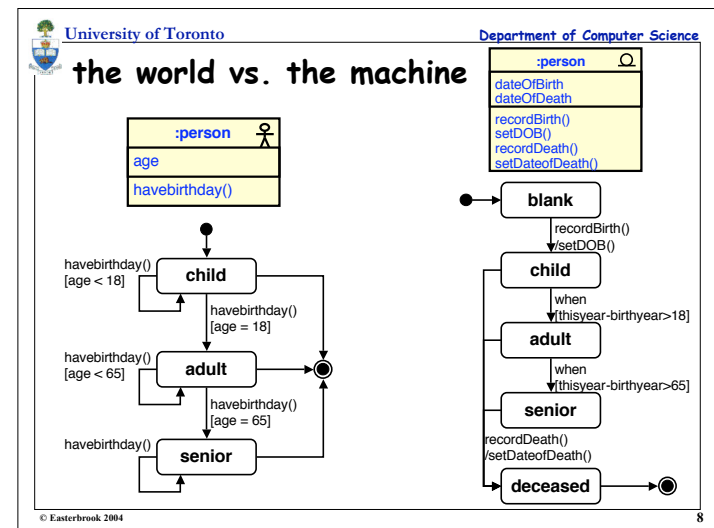 University of Toronto
Department of Computer Science
the world vs. the machine
:person
age
havebirthday()
havebirthday()
[age < 18]
child
havebirthday()
[age = 18]
havebirthday()
[age < 65]
adult
havebirthday()
[age = 65]
havebirthday()
senior
:person
dateOfBirth
dateOfDeath
recordBirth()
setDOB()
recordDeath()
setDateofDeath()
blank
recordBirth()
/setDOB()
child
when
[thisyear-birthyear>18]
adult
when
[thisyear-birthyear>65]
senior
recordDeath()
/setDateofDeath()
deceased
© Easterbrook 2004
8